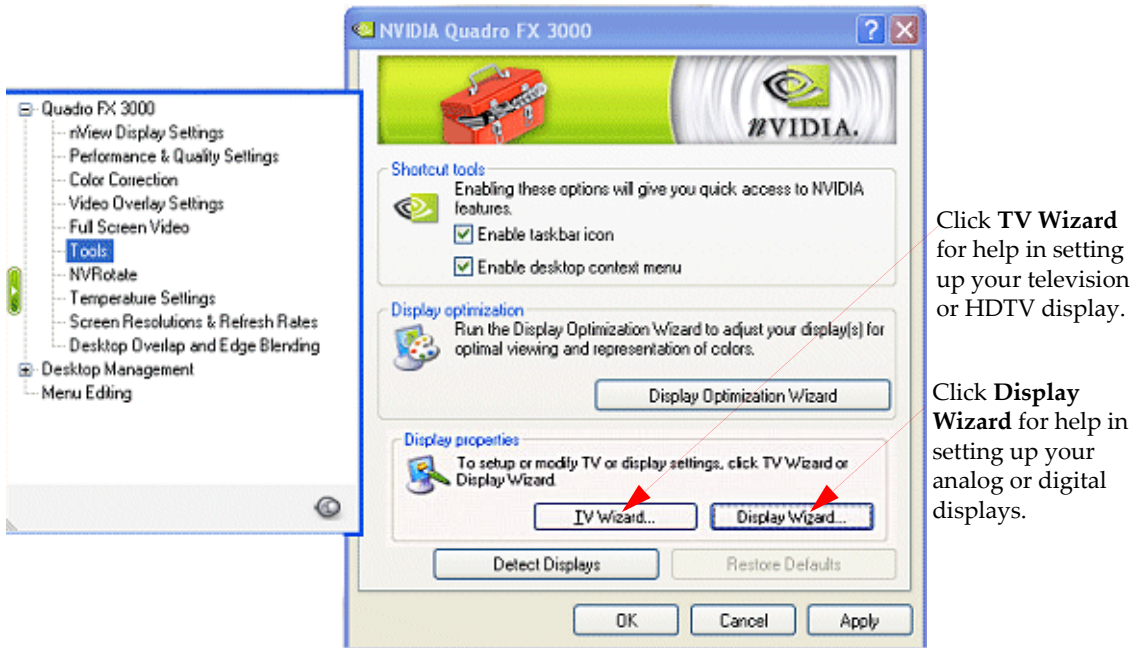 NVIDIA Quadro FX 3000
nVIDIA.
Quadro FX 3000
nView Display Settings
Performance & Quality Settings
Color Correction
Video Overlay Settings
Full Screen Video
Tools
NVRotate
Temperature Settings
Screen Resolutions & Refresh Rates
Desktop Overlap and Edge Blending
Desktop Management
Menu Editing
Shortcut tools
Enabling these options will give you quick access to NVIDIA
features.
Enable taskbar icon
Enable desktop context menu
Display optimization
Run the Display Optimization Wizard to adjust your display(s) for
optimal viewing and representation of colors.
Display Optimization Wizard
Display properties
To setup or modify TV or display settings, click TV Wizard or
Display Wizard.
TV Wizard...
Display Wizard...
Detect Displays
Restore Defaults
OK
Cancel
Apply
Click TV Wizard
for help in setting
up your television
or HDTV display.
Click Display
Wizard for help in
setting up your
analog or digital
displays.